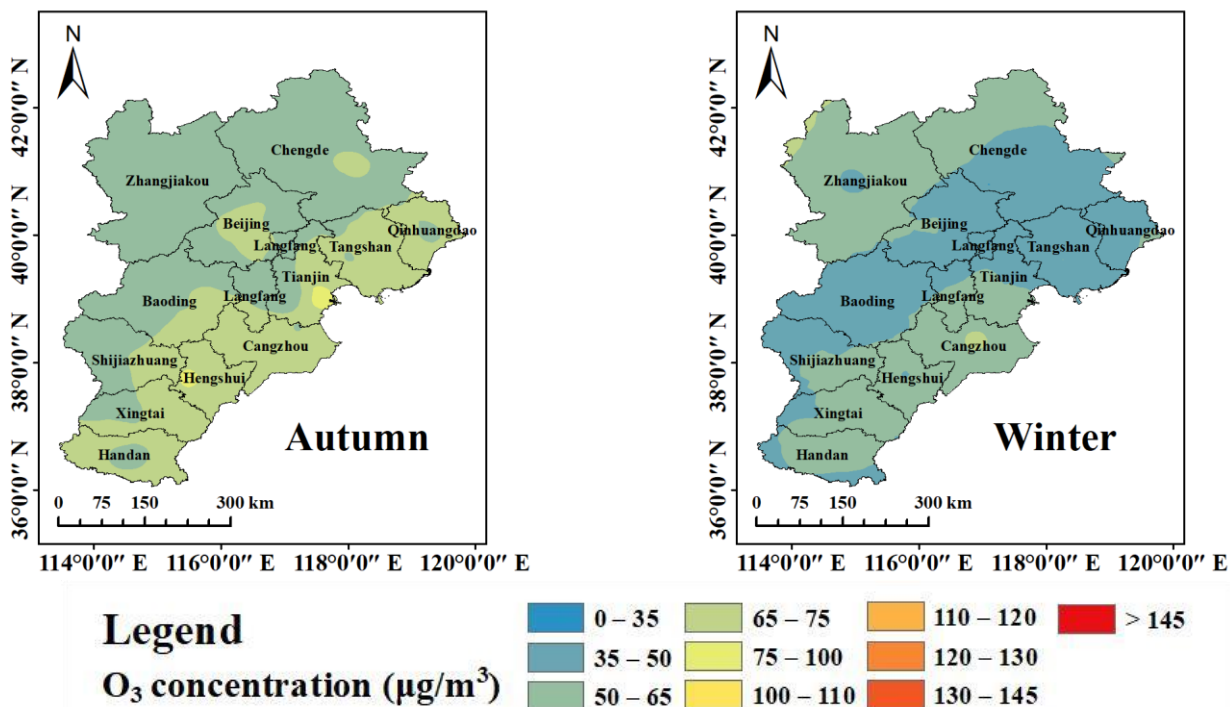 N
42°0'0" N
40°0'0" N
38°0'0" N
36°0'0" N
Chengde
Zhangjiakou
Beijing
Qinhuangdao
Langfang
Tangshan
Tianjin
Langfang
Baoding
Cangzhou
Shijiazhuang
Hengshui
Xingtai
Handan
Autumn
0 75 150 300 km
114°0'0" E 116°0'0" E 118°0'0" E 120°0'0" E
N
42°0'0" N
40°0'0" N
38°0'0" N
36°0'0" N
Chengde
Zhangjiakou
Beijing
Qinhuangdao
Langfang
Tangshan
Tianjin
Langfang
Baoding
Cangzhou
Shijiazhuang
Hengshui
Xingtai
Handan
Winter
0 75 150 300 km
114°0'0" E 116°0'0" E 118°0'0" E 120°0'0" E
Legend
O₃ concentration (μg/m³)
0 – 35
35 – 50
50 – 65
65 – 75
75 – 100
100 – 110
110 – 120
120 – 130
130 – 145
> 145